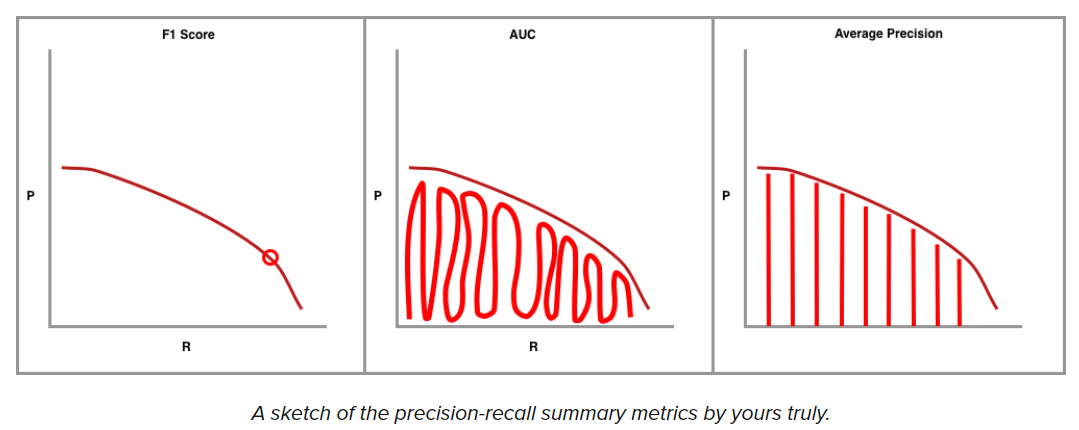 F1 Score
P
R
AUC
P
R
Average Precision
P
A sketch of the precision-recall summary metrics by yours truly.